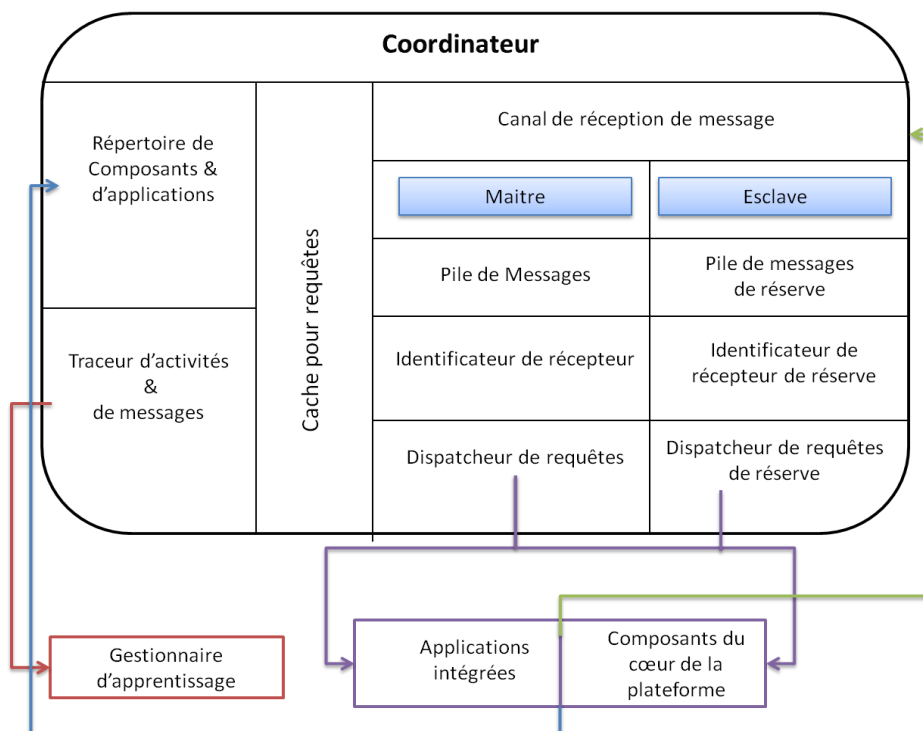 Coordinateur
Répertoire de
Composants &
d'applications
Traceur d'activités
&
de messages
Cache pour requêtes
Canal de réception de message
Maitre
Esclave
Pile de Messages
Pile de messages
de réserve
Identificateur de récepteur
Identificateur de
récepteur de réserve
Dispatcheur de requêtes
Dispatcheur de requêtes
de réserve
Gestionnaire
d'apprentissage
Applications
intégrées
Composants du
cœur de la
plateforme